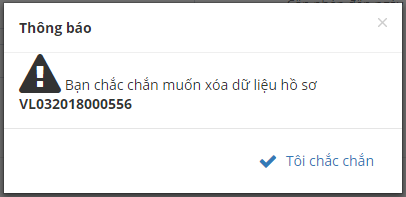 Thông báo
Bạn chắc chắn muốn xóa dữ liệu hồ sơ
VL032018000556
Tôi chắc chắn